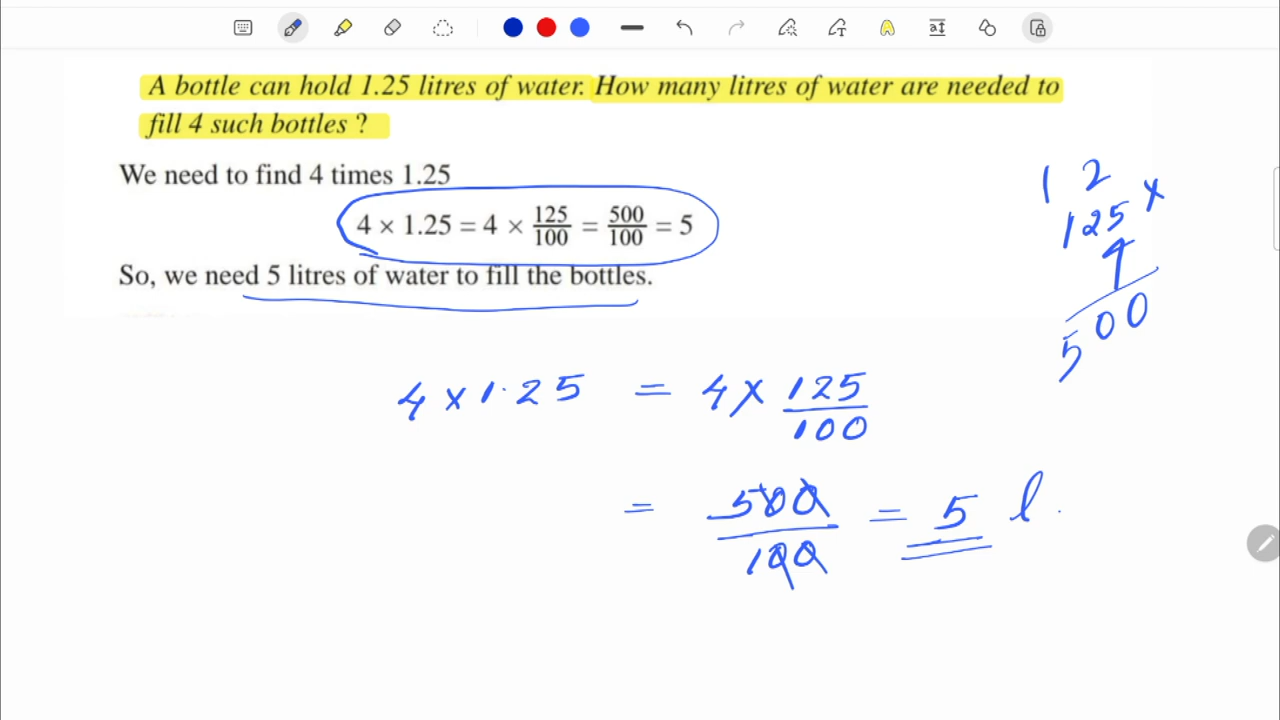 A bottle can hold 1.25 litres of water. How many litres of water are needed to
fill 4 such bottles ?
We need to find 4 times 1.25
4 × 1.25 = 4 × 125/100 = 500/100 = 5
So, we need 5 litres of water to fill the bottles.
1 2
125 ×
4
500
4 × 1.25 = 4 × 125/100
= 500/100 = 5 l.